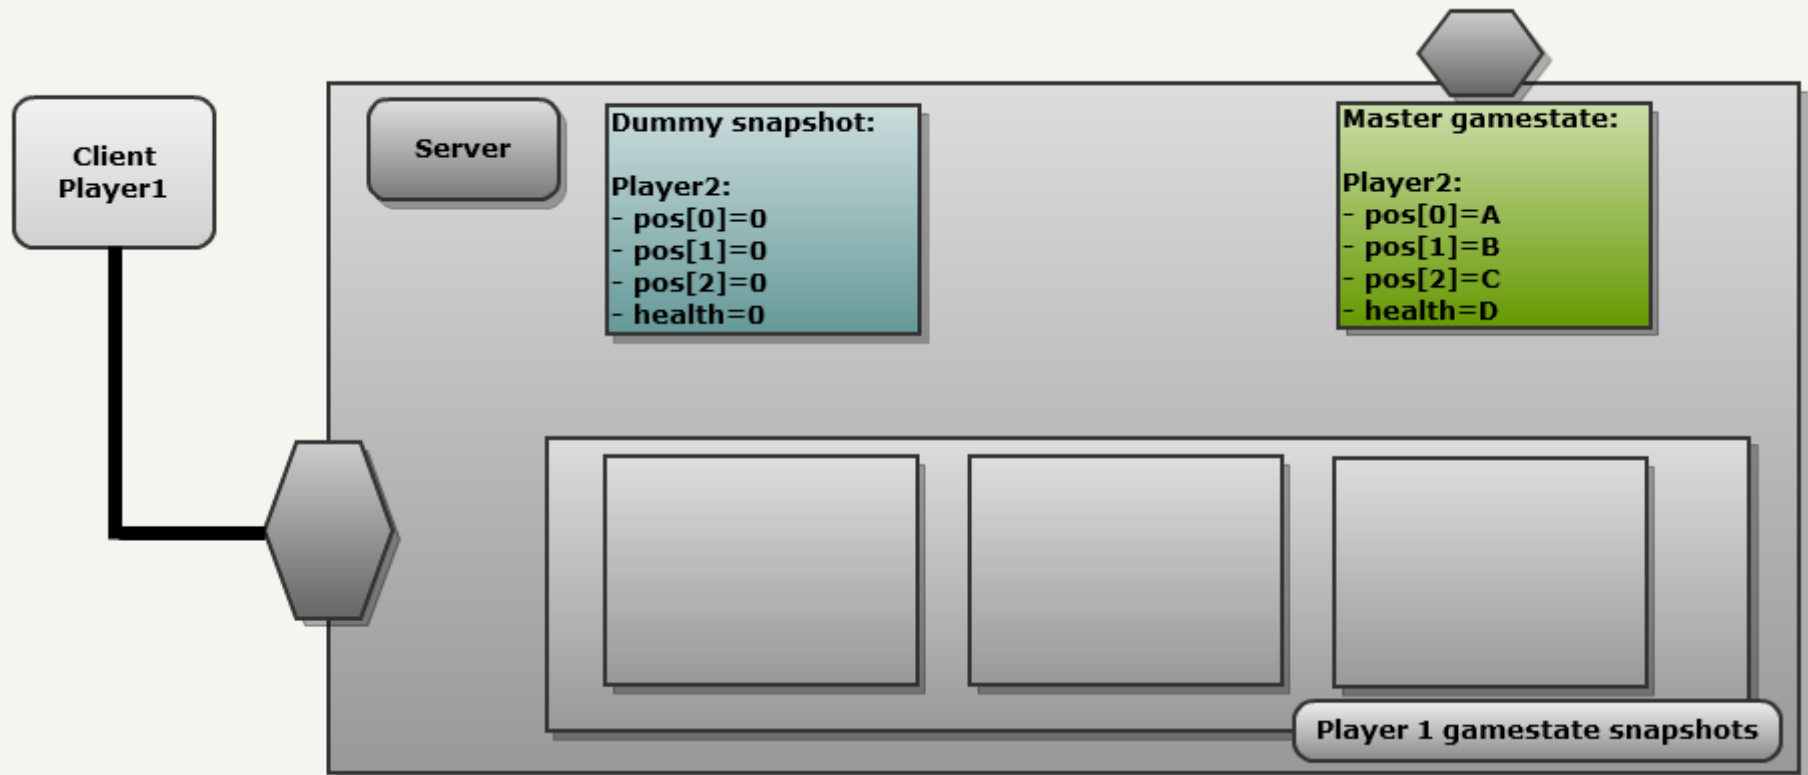 Client
Player1
Server
Dummy snapshot:
Player2:
- pos[0]=0
- pos[1]=0
- pos[2]=0
- health=0
Master gamestate:
Player2:
- pos[0]=A
- pos[1]=B
- pos[2]=C
- health=D
Player 1 gamestate snapshots